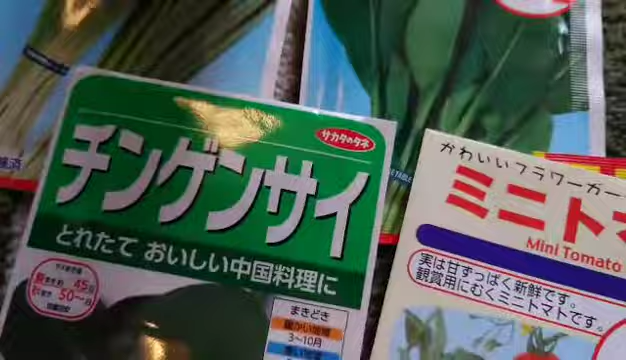 サカタのタネ
チンゲンサイ
とれたて おいしい中国料理に
45日
50〜
まきどき
暖かい地域
3〜10月
かわいいフラワーガー
ミニト
Mini Tomato
実は甘ずっぱく新鮮です。
観賞用にむくミニトマトです。